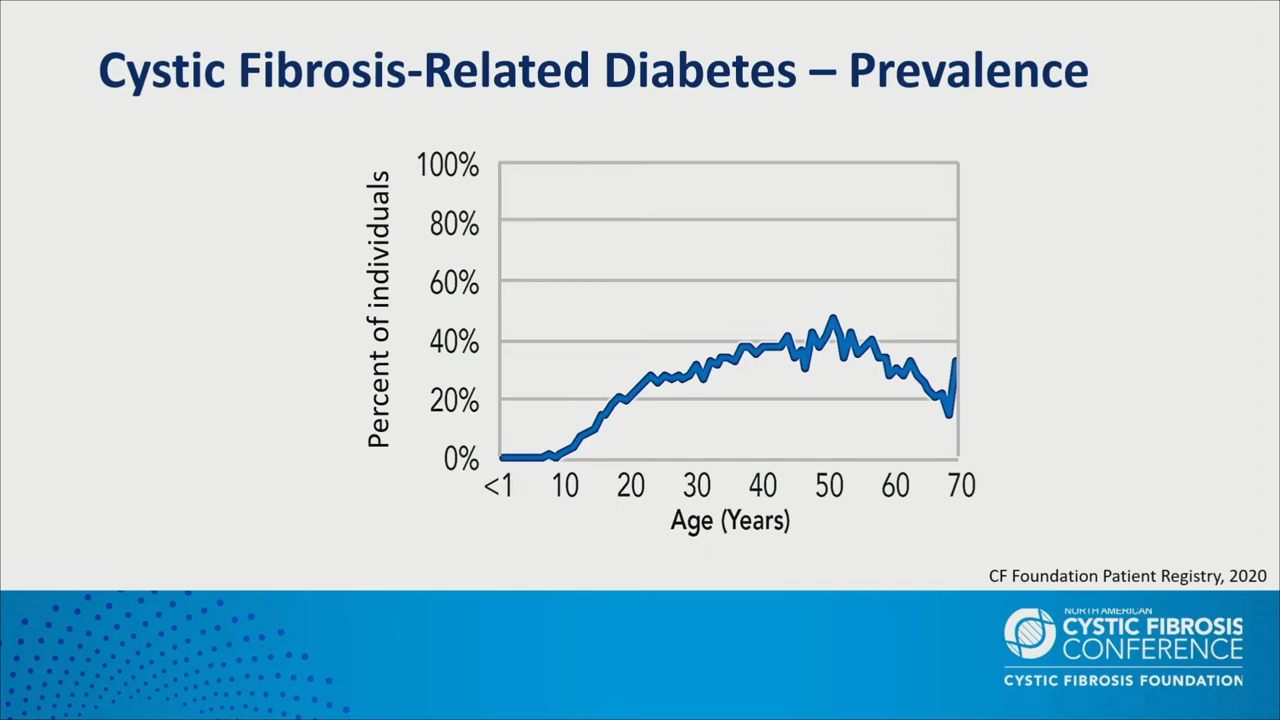 Cystic Fibrosis-Related Diabetes – Prevalence
Percent of individuals
100%
80%
60%
40%
20%
0%
<1 10 20 30 40 50 60 70
Age (Years)
CF Foundation Patient Registry, 2020
NORTH AMERICAN
CYSTIC FIBROSIS
CONFERENCE
CYSTIC FIBROSIS FOUNDATION